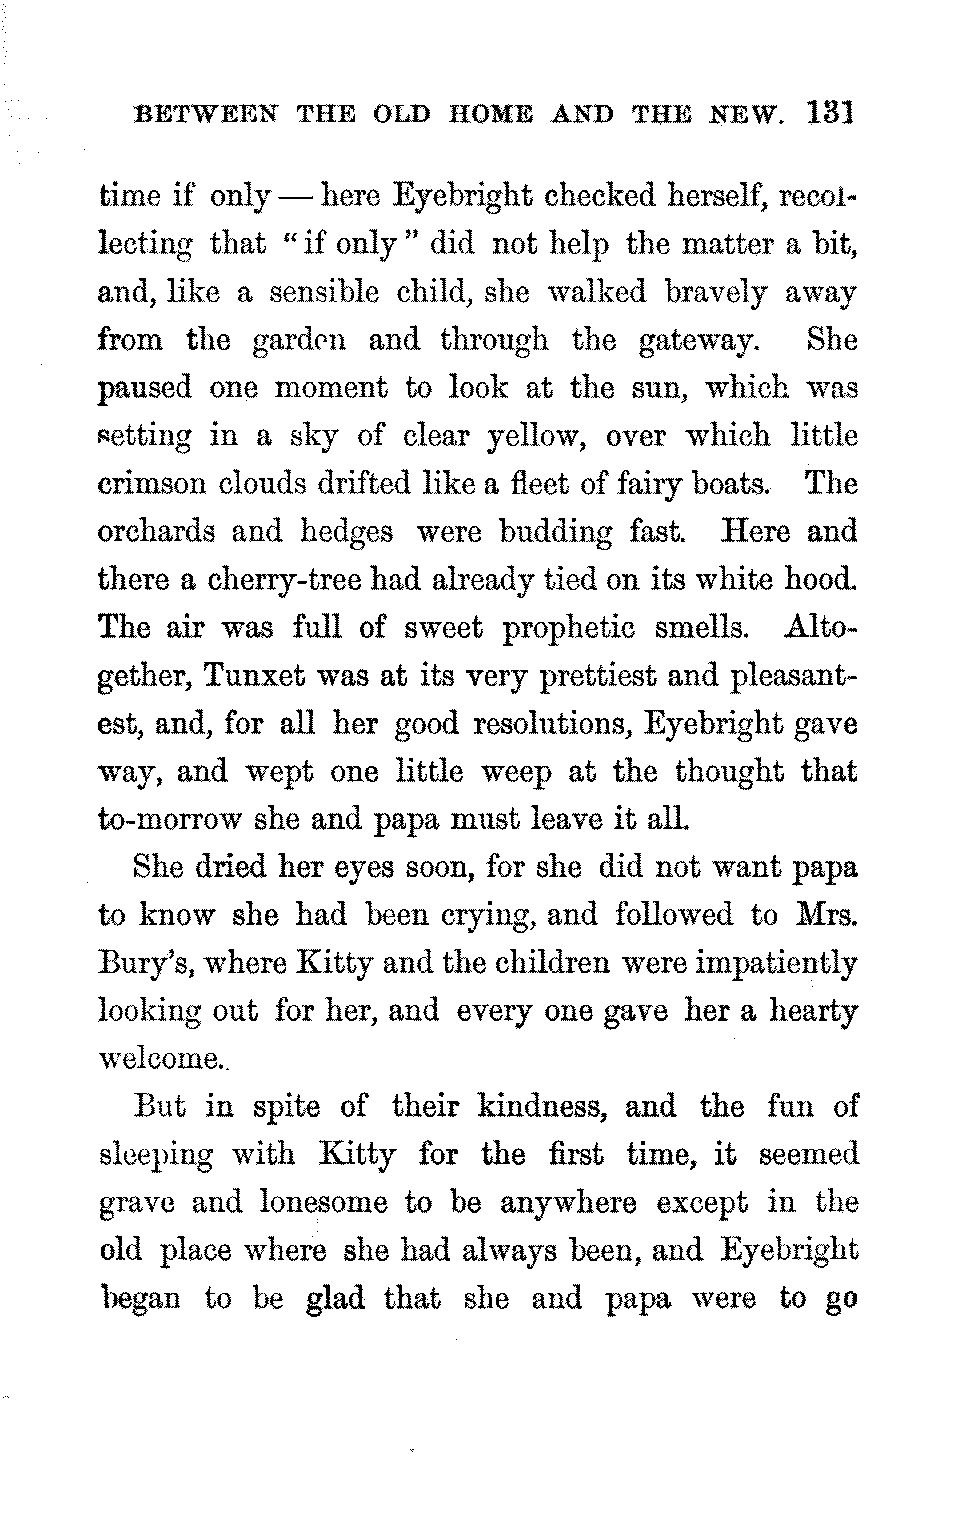 BETWEEN THE OLD HOME AND THE NEW. 131
time if only — here Eyebright checked herself, recol-
lecting that "if only" did not help the matter a bit,
and, like a sensible child, she walked bravely away
from the garden and through the gateway. She
paused one moment to look at the sun, which was
setting in a sky of clear yellow, over which little
crimson clouds drifted like a fleet of fairy boats. The
orchards and hedges were budding fast. Here and
there a cherry-tree had already tied on its white hood.
The air was full of sweet prophetic smells. Alto-
gether, Tunxet was at its very prettiest and pleasant-
est, and, for all her good resolutions, Eyebright gave
way, and wept one little weep at the thought that
to-morrow she and papa must leave it all.
She dried her eyes soon, for she did not want papa
to know she had been crying, and followed to Mrs.
Bury's, where Kitty and the children were impatiently
looking out for her, and every one gave her a hearty
welcome.
But in spite of their kindness, and the fun of
sleeping with Kitty for the first time, it seemed
grave and lonesome to be anywhere except in the
old place where she had always been, and Eyebright
began to be glad that she and papa were to go